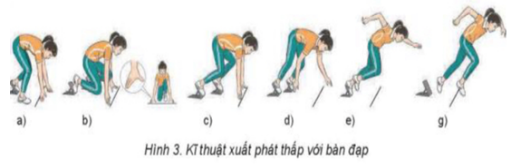 a) b) c) d) e) g)
Hình 3. Kĩ thuật xuất phát thấp với bàn đạp